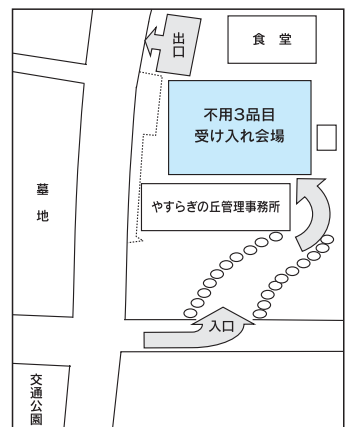 出口
食堂
不用3品目
受け入れ会場
墓地
やすらぎの丘管理事務所
入口
交通公園